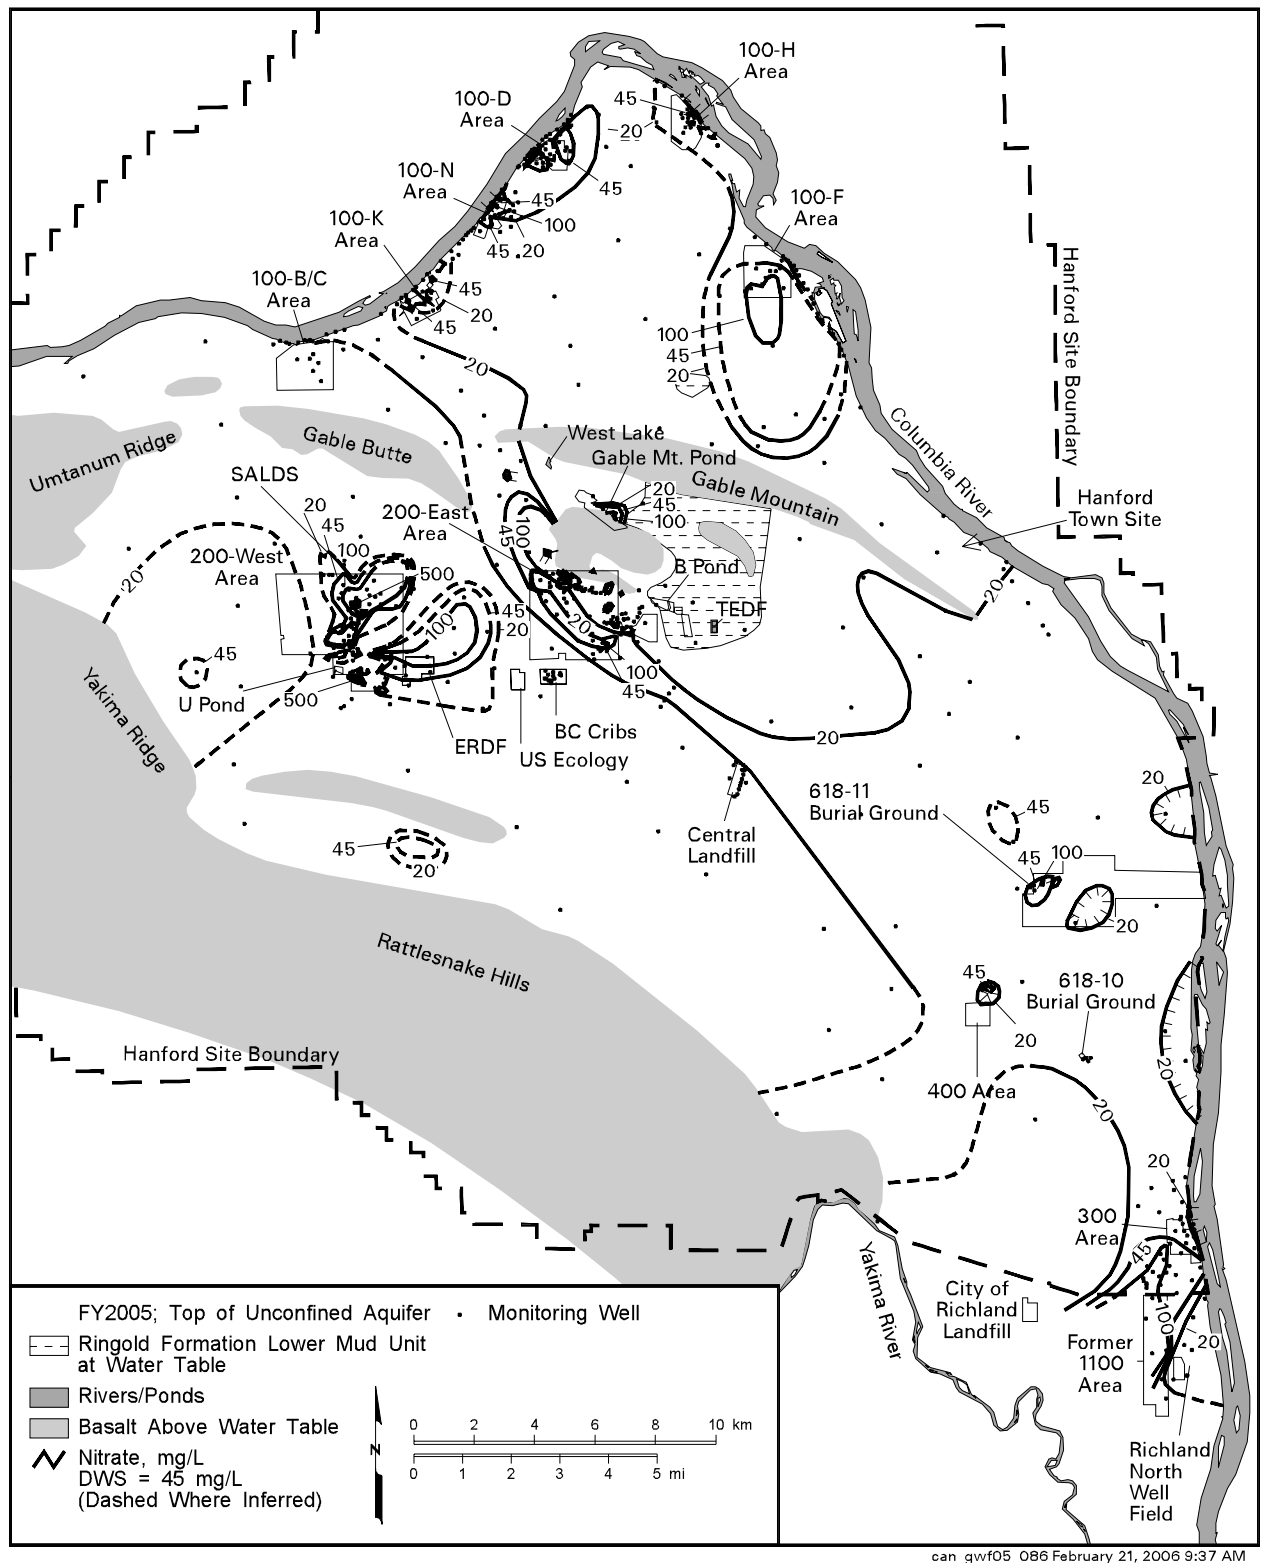 100-H
Area
45
20
100-D
Area
45
100-N
Area
45
100
45
20
100-F
Area
100-K
Area
45
20
45
100-B/C
Area
100
45
20
20
Hanford Site Boundary
Columbia River
Umtanum Ridge
Gable Butte
West Lake
Gable Mt. Pond
Gable Mountain
20
45
100
SALDS
20
45
100
200-East
Area
100
45
Hanford
Town Site
200-West
Area
500
B Pond
20
20
TEDF
100
45
20
20
45
U Pond
500
100
45
Yakima Ridge
ERDF
BC Cribs
US Ecology
20
20
618-11
Burial Ground
45
45
100
Central
Landfill
45
20
20
Rattlesnake Hills
45
618-10
Burial Ground
20
20
400 Area
Hanford Site Boundary
20
20
300
Area
45
Yakima River
City of
Richland
Landfill
100
20
Former
1100
Area
Richland
North
Well
Field
FY2005; Top of Unconfined Aquifer
Monitoring Well
Ringold Formation Lower Mud Unit
at Water Table
Rivers/Ponds
Basalt Above Water Table
Nitrate, mg/L
DWS = 45 mg/L
(Dashed Where Inferred)
N
0 2 4 6 8 10 km
0 1 2 3 4 5 mi
can_gwf05_086 February 21, 2006 9:37 AM